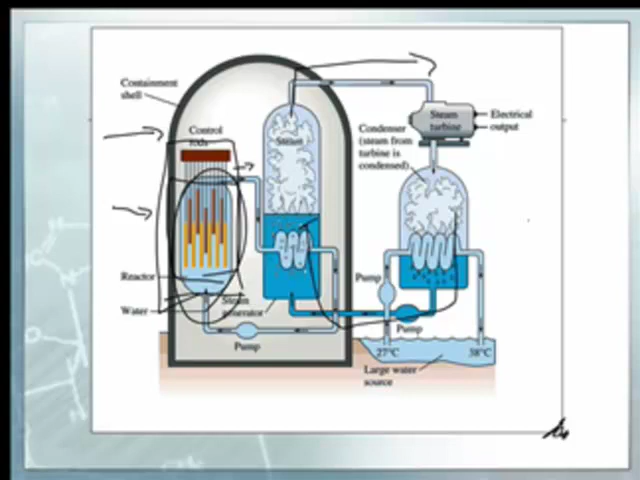 Containment
shell
Control
rods
Steam
Condenser
(steam from
turbine is
condensed)
Steam
turbine
Electrical
output
Reactor
Water
Steam
generator
Pump
Pump
Pump
27°C
38°C
Large water
source